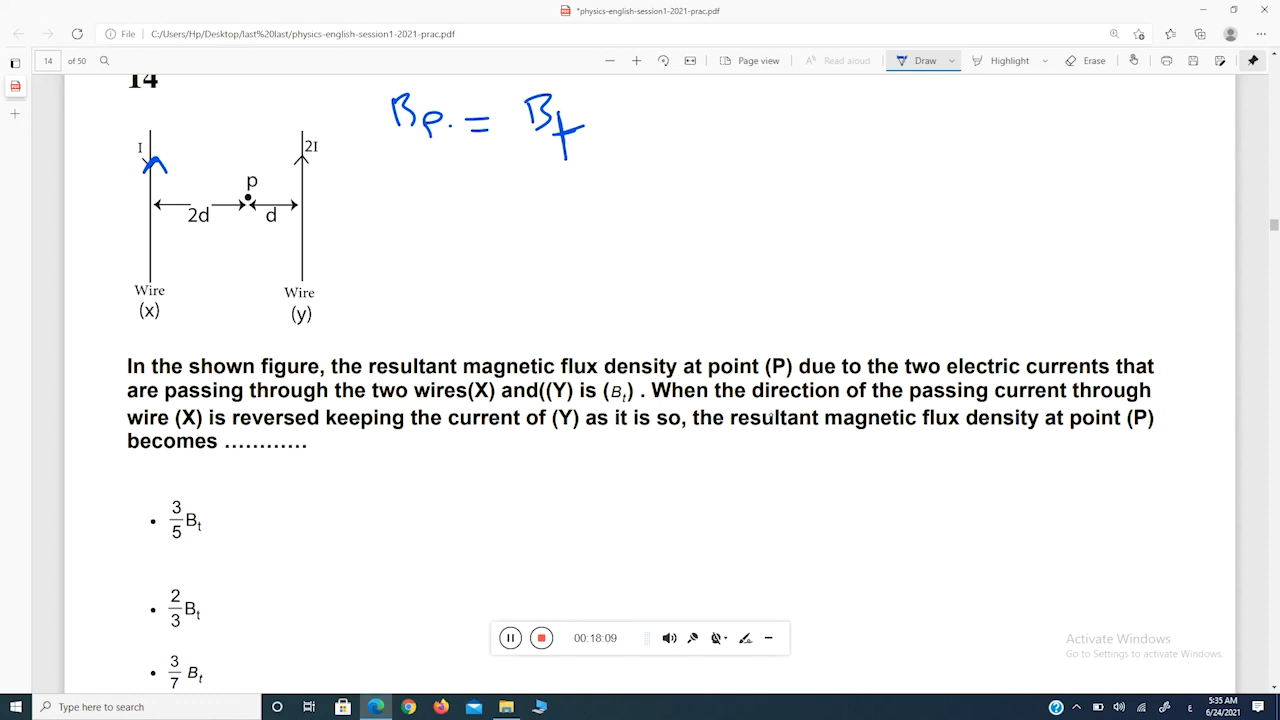 *physics-english-session1-2021-prac.pdf
File C:/Users/Hp/Desktop/last%20last/physics-english-session1-2021-prac.pdf
14 of 50 Page view Read aloud Draw Highlight Erase
14
Bp. = Bt
I 2I
p
2d d
Wire Wire
(x) (y)
In the shown figure, the resultant magnetic flux density at point (P) due to the two electric currents that
are passing through the two wires(X) and((Y) is (Bt) . When the direction of the passing current through
wire (X) is reversed keeping the current of (Y) as it is so, the resultant magnetic flux density at point (P)
becomes …………
• 3/5 Bt
• 2/3 Bt
• 3/7 Bt
00:18:09
Activate Windows
Go to Settings to activate Windows.
Type here to search
5:35 AM
6/24/2021